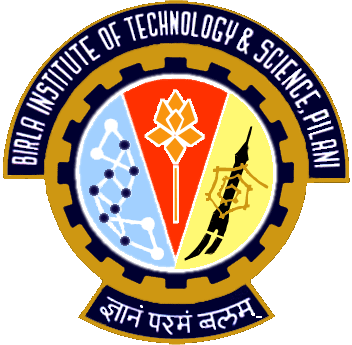 BIRLA INSTITUTE OF TECHNOLOGY & SCIENCE, PILANI
ज्ञानं परमं बलम्